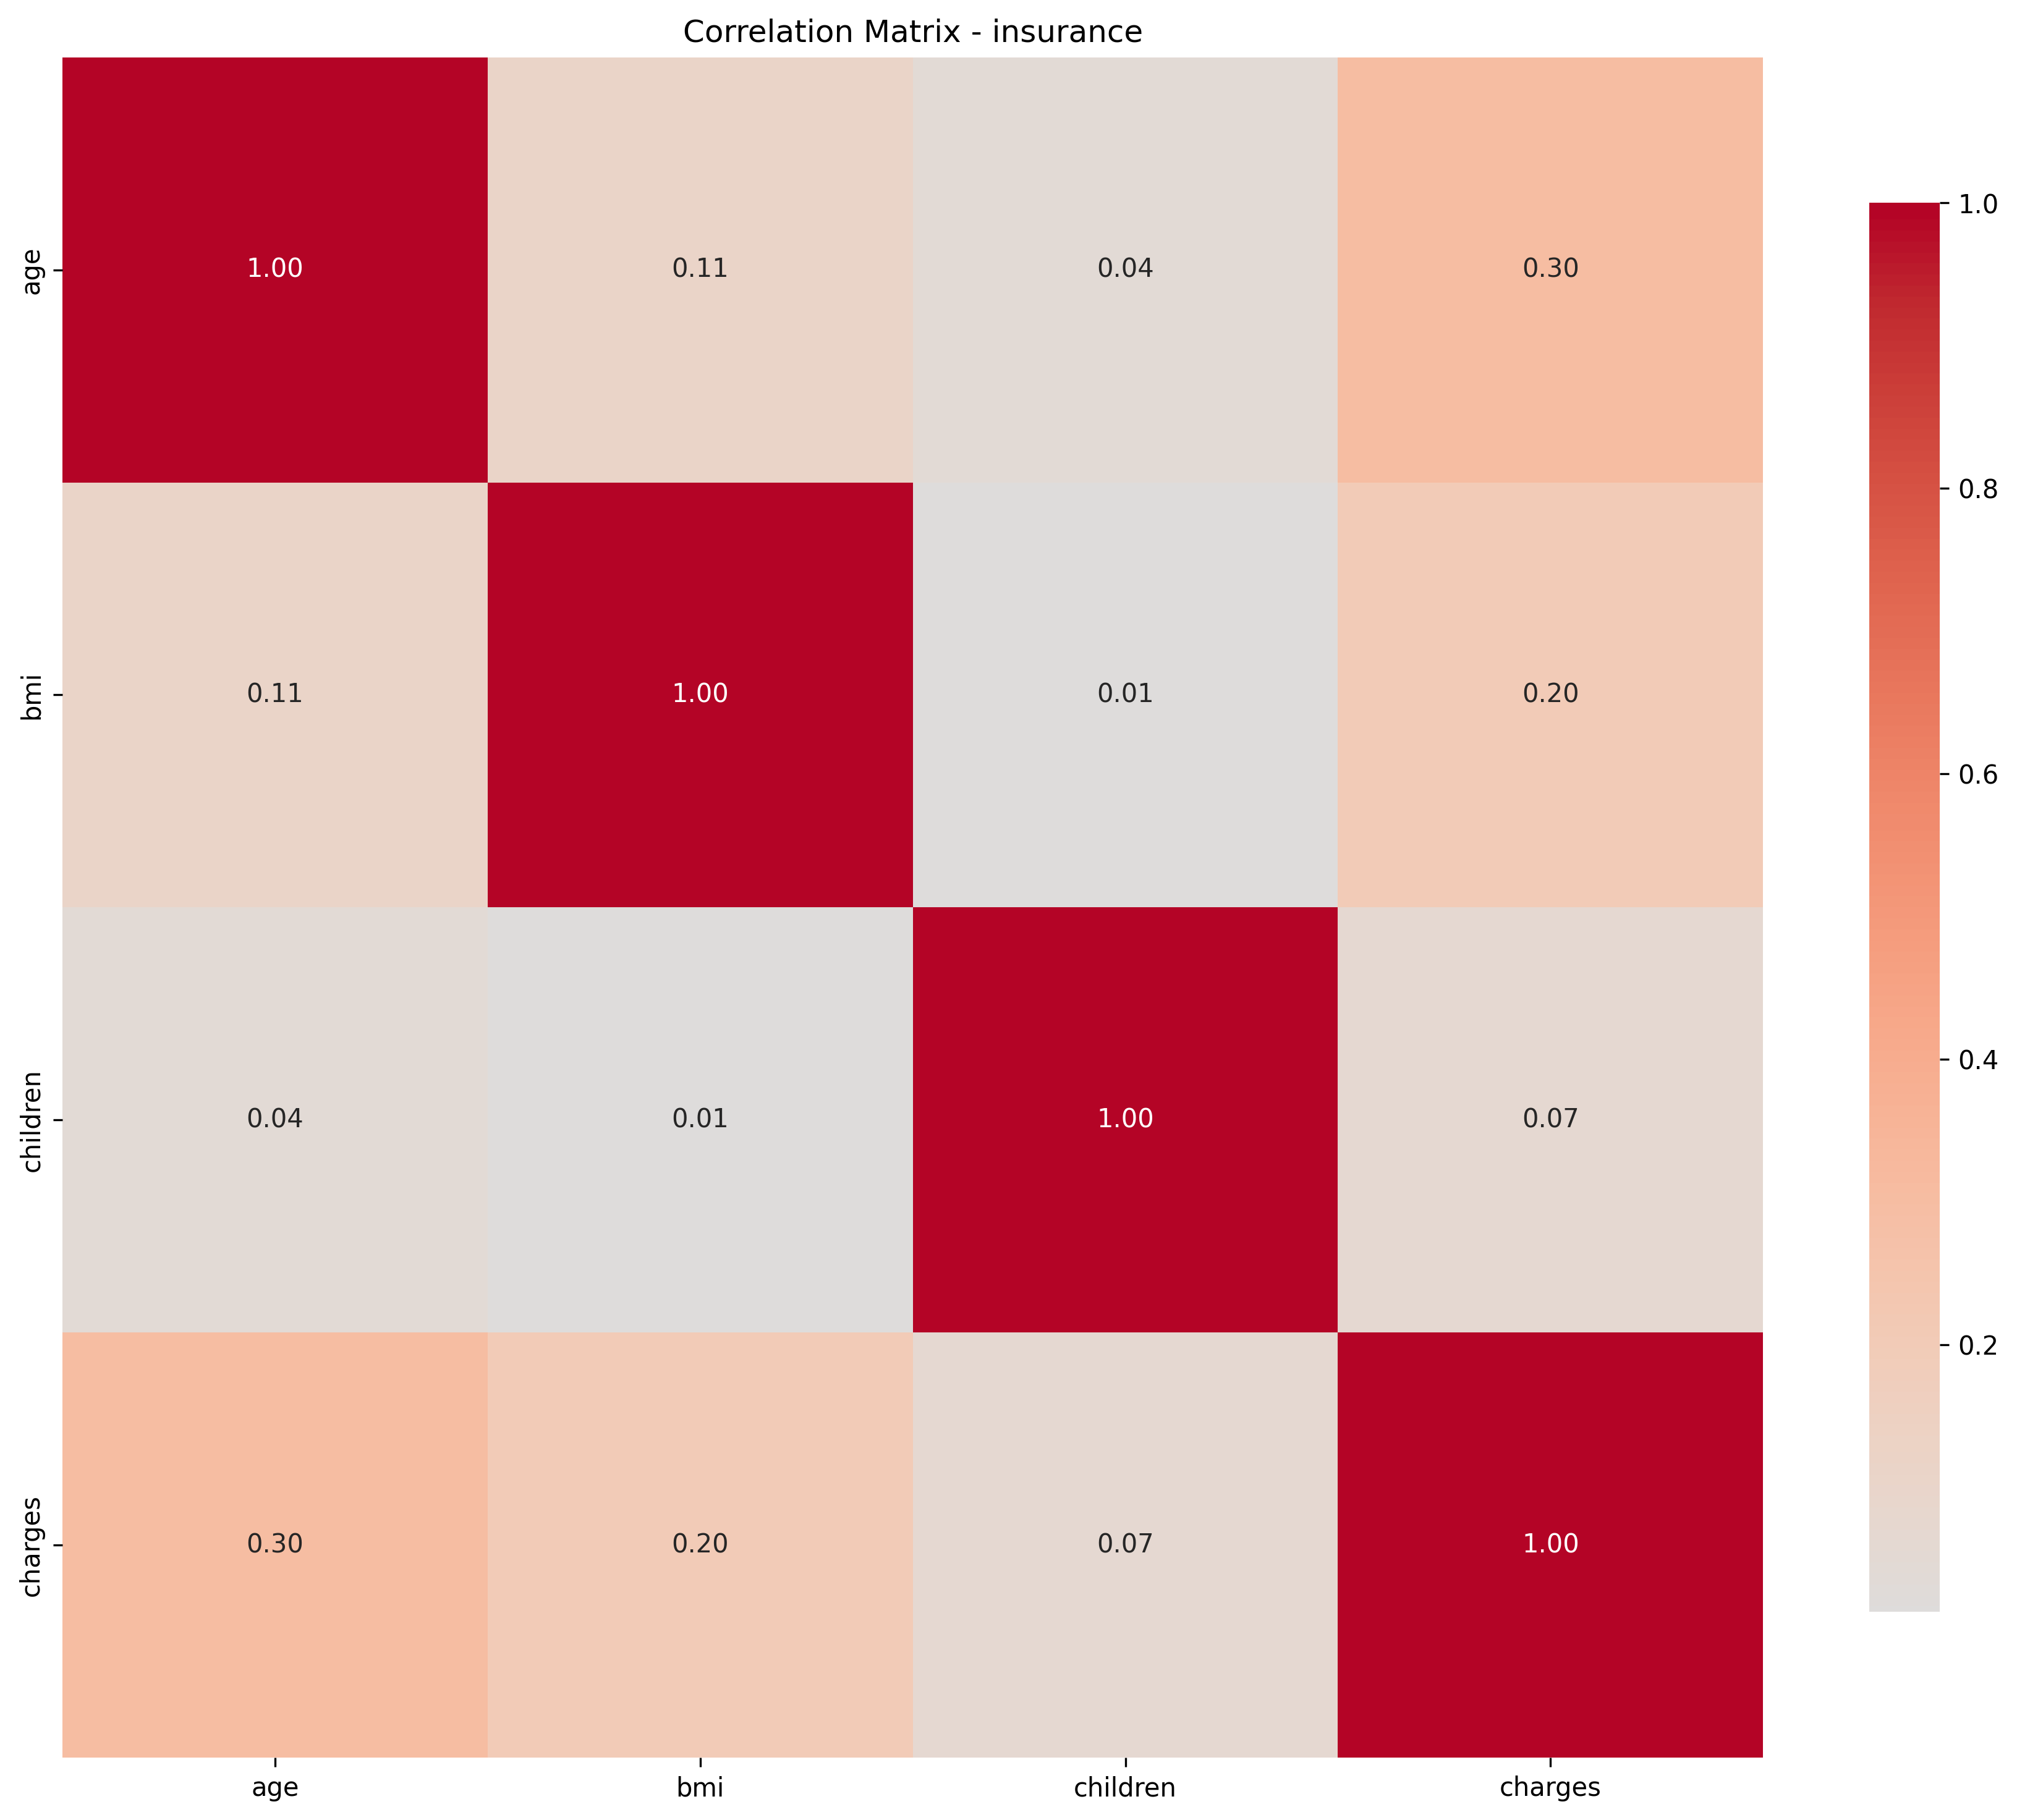 Correlation Matrix - insurance
age 1.00 0.11 0.04 0.30
bmi 0.11 1.00 0.01 0.20
children 0.04 0.01 1.00 0.07
charges 0.30 0.20 0.07 1.00
age bmi children charges
1.0
0.8
0.6
0.4
0.2